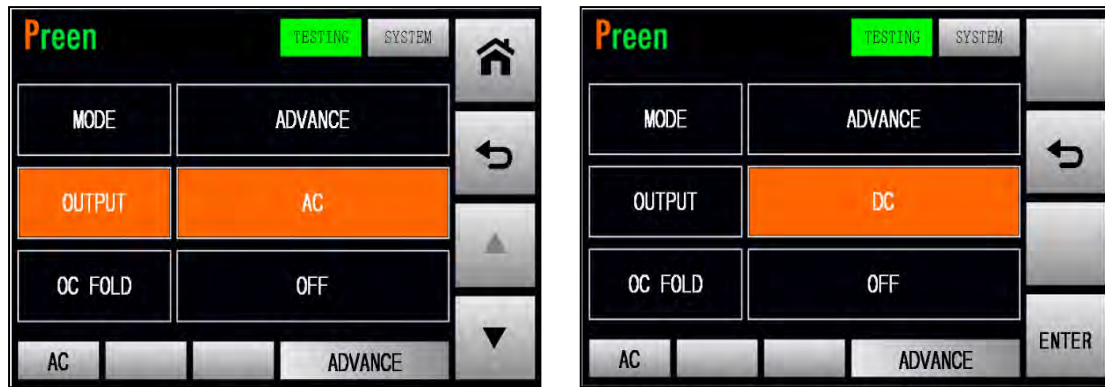 Preen TESTING SYSTEM
MODE ADVANCE
OUTPUT AC
OC FOLD OFF
AC ADVANCE
Preen TESTING SYSTEM
MODE ADVANCE
OUTPUT DC
OC FOLD OFF
ENTER
AC ADVANCE